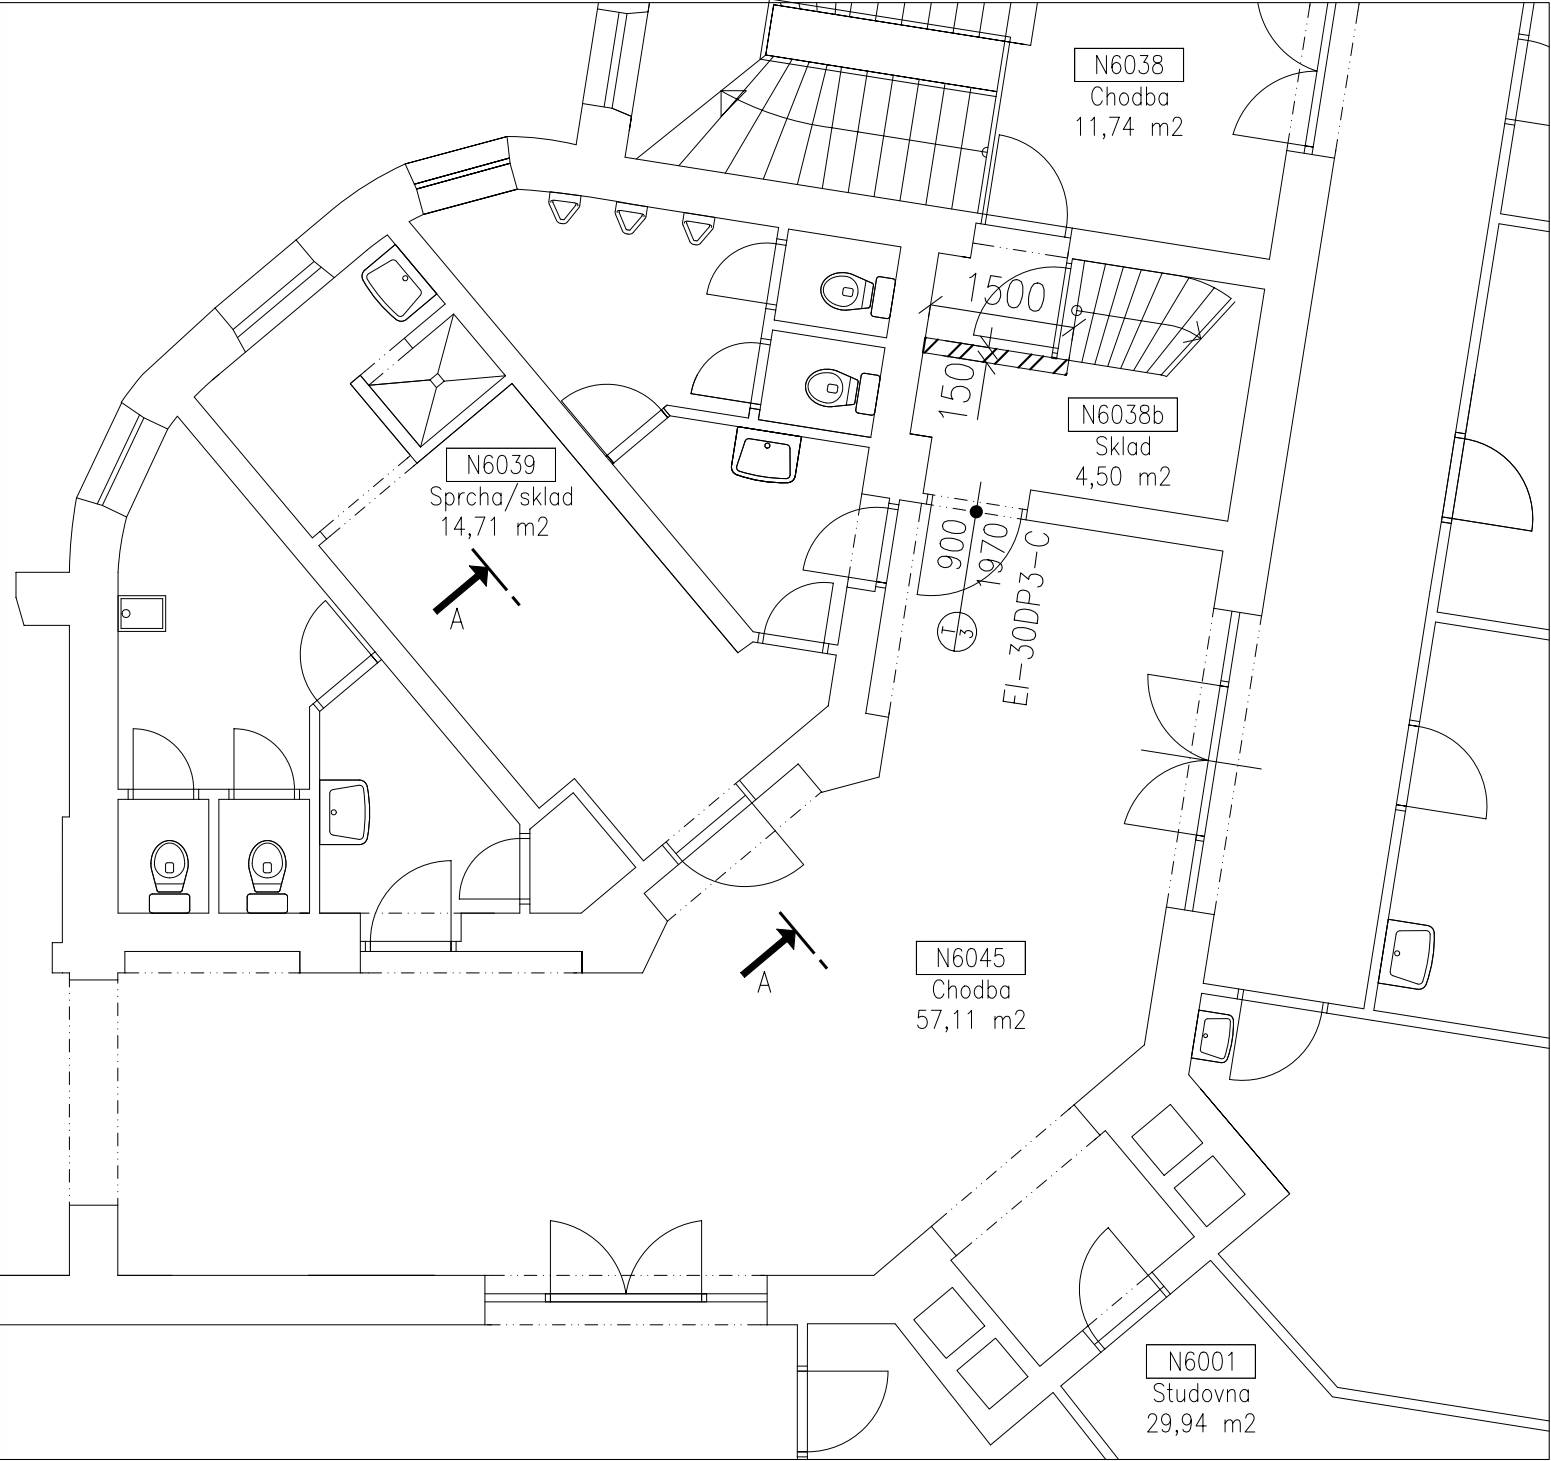 N6038
Chodba
11,74 m2
1500
150
N6038b
Sklad
4,50 m2
N6039
Sprcha/sklad
14,71 m2
A
900
1970
EI-30DP3-C
T
3
N6045
Chodba
57,11 m2
A
N6001
Studovna
29,94 m2